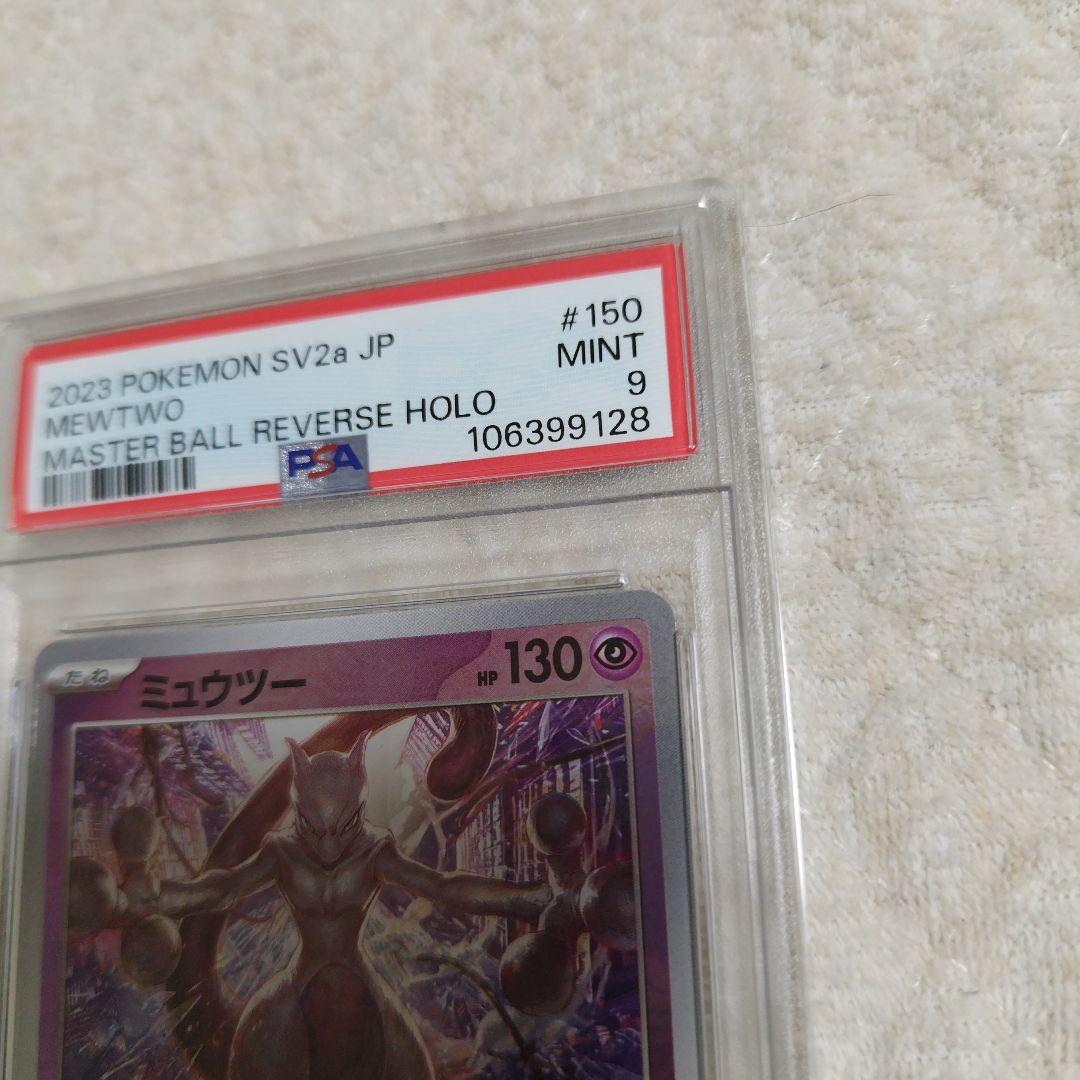 2023 POKEMON SV2a JP #150
MEWTWO MINT
MASTER BALL REVERSE HOLO 9
106399128
PSA
たね ミュウツー HP 130